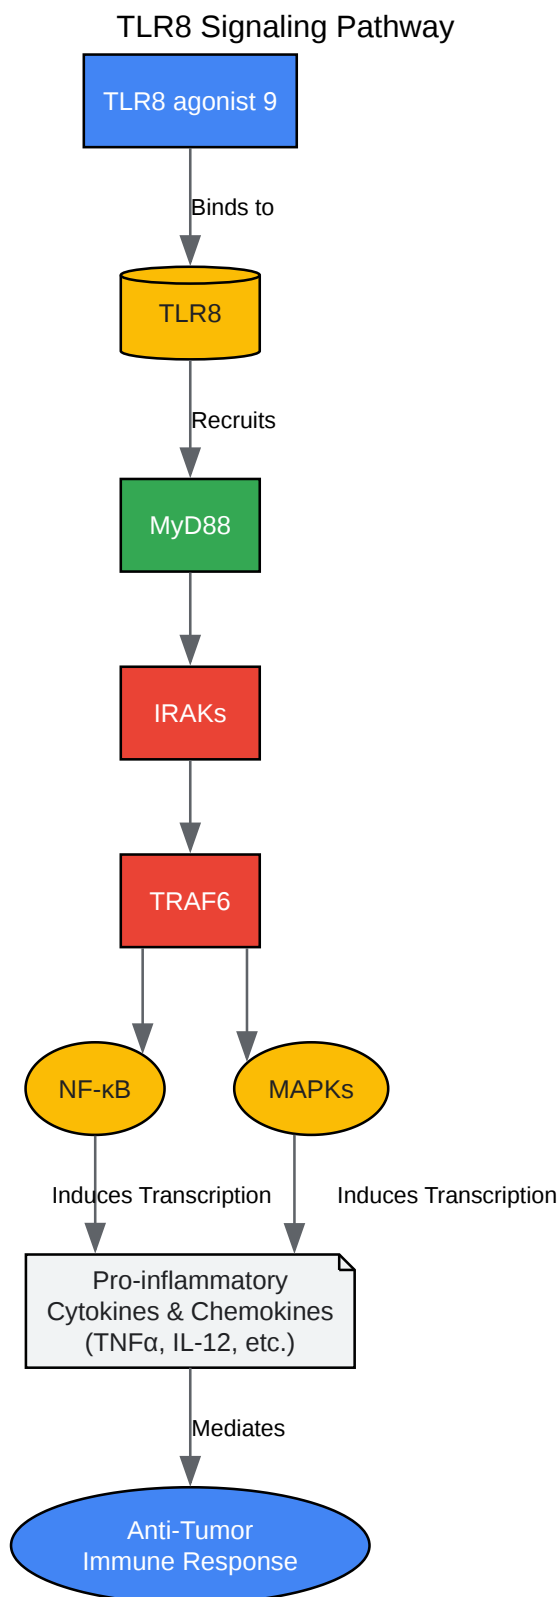 TLR8 Signaling Pathway
TLR8 agonist 9
Binds to
TLR8
Recruits
MyD88
IRAKs
TRAF6
NF-κB
MAPKs
Induces Transcription
Induces Transcription
Pro-inflammatory
Cytokines & Chemokines
(TNFα, IL-12, etc.)
Mediates
Anti-Tumor
Immune Response